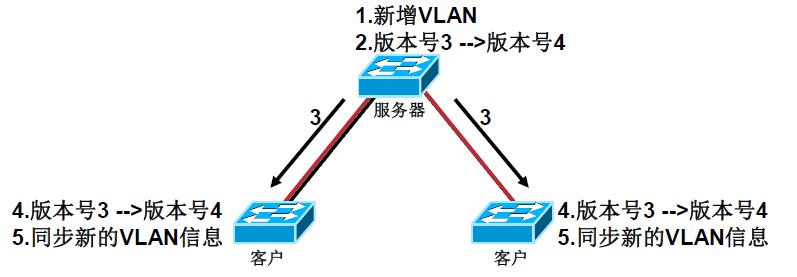 1.新增VLAN
2.版本号3 -->版本号4
服务器
3
3
4.版本号3 -->版本号4
5.同步新的VLAN信息
客户
4.版本号3 -->版本号4
5.同步新的VLAN信息
客户